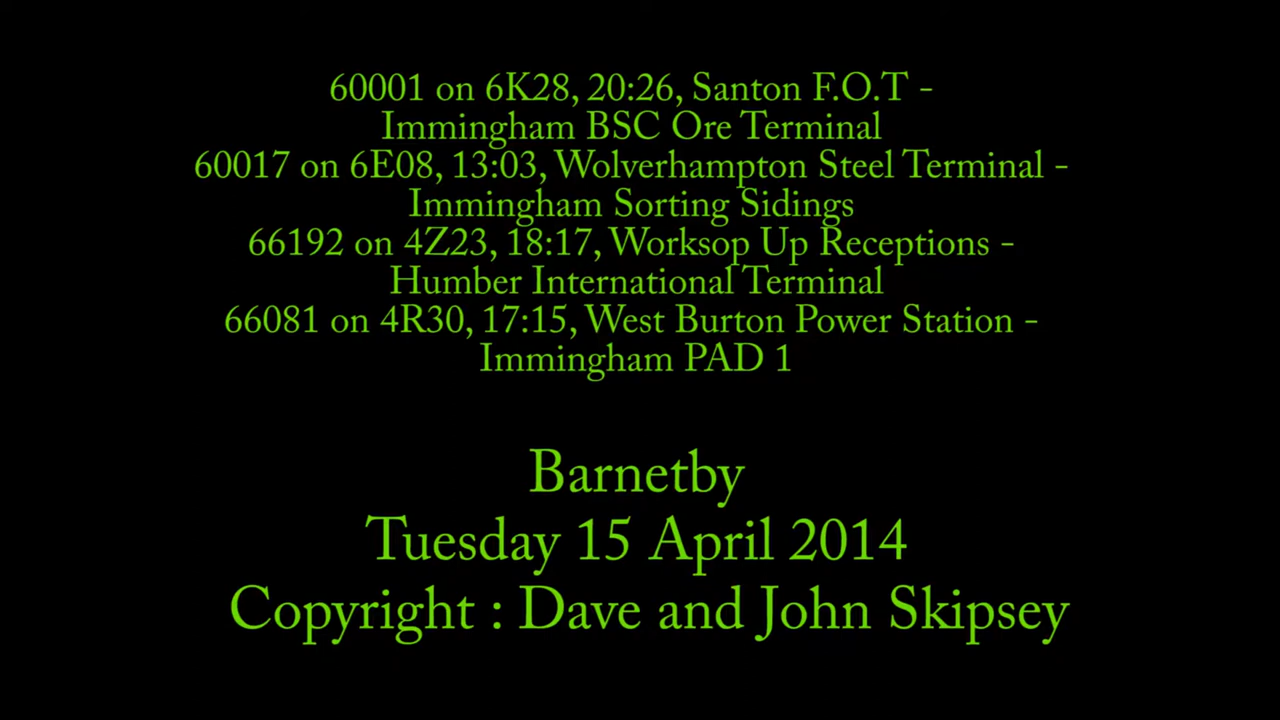 60001 on 6K28, 20:26, Santon F.O.T -
Immingham BSC Ore Terminal
60017 on 6E08, 13:03, Wolverhampton Steel Terminal -
Immingham Sorting Sidings
66192 on 4Z23, 18:17, Worksop Up Receptions -
Humber International Terminal
66081 on 4R30, 17:15, West Burton Power Station -
Immingham PAD 1
Barnetby
Tuesday 15 April 2014
Copyright : Dave and John Skipsey